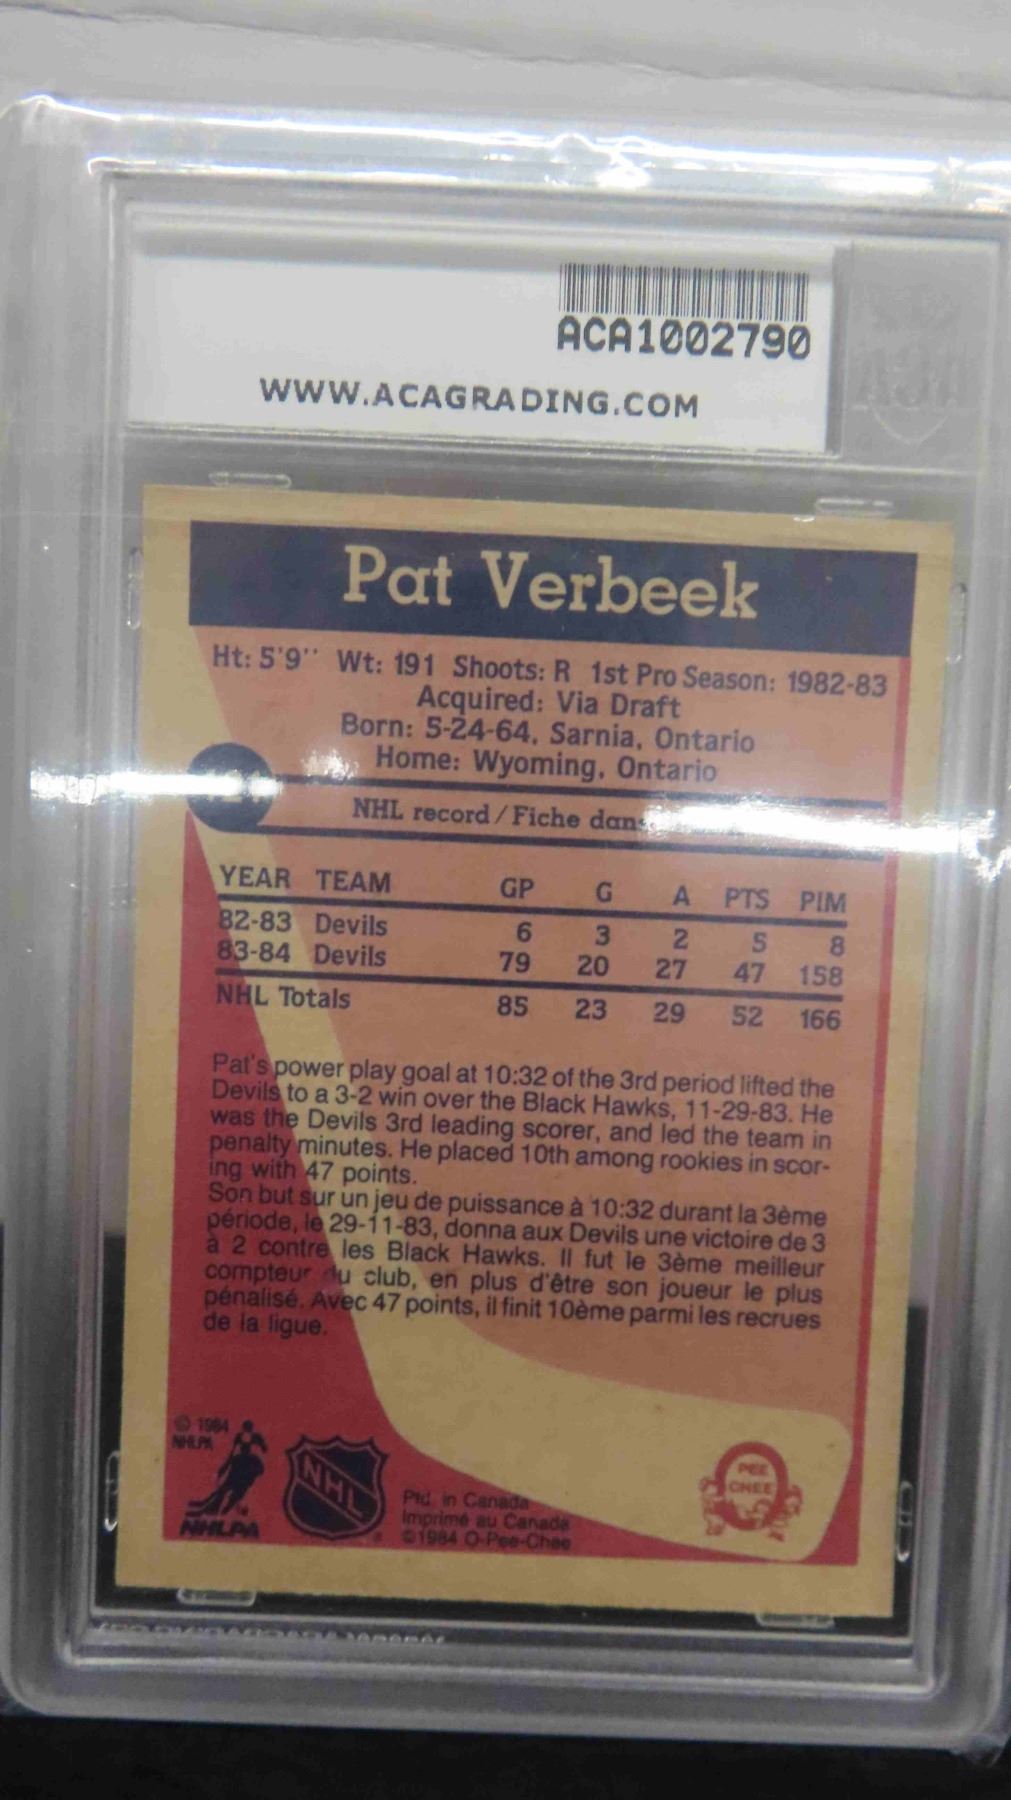 ACA1002790
WWW.ACAGRADING.COM
Pat Verbeek
Ht: 5'9'' Wt: 191 Shoots: R 1st Pro Season: 1982-83
Acquired: Via Draft
Born: 5-24-64, Sarnia, Ontario
Home: Wyoming, Ontario
NHL record / Fiche dans
YEAR TEAM GP G A PTS PIM
82-83 Devils 6 3 2 5 8
83-84 Devils 79 20 27 47 158
NHL Totals 85 23 29 52 166
Pat's power play goal at 10:32 of the 3rd period lifted the
Devils to a 3-2 win over the Black Hawks, 11-29-83. He
was the Devils 3rd leading scorer, and led the team in
penalty minutes. He placed 10th among rookies in scor-
ing with 47 points.
Son but sur un jeu de puissance à 10:32 durant la 3ème
période, le 29-11-83, donna aux Devils une victoire de 3
à 2 contre les Black Hawks. Il fut le 3ème meilleur
compteur du club, en plus d'être son joueur le plus
pénalisé. Avec 47 points, il finit 10ème parmi les recrues
de la ligue.
© 1984
NHLPA
NHLPA
NHL
Ptd. in Canada
Imprimé au Canada
©1984 O-Pee-Chee
PEE
CHEE